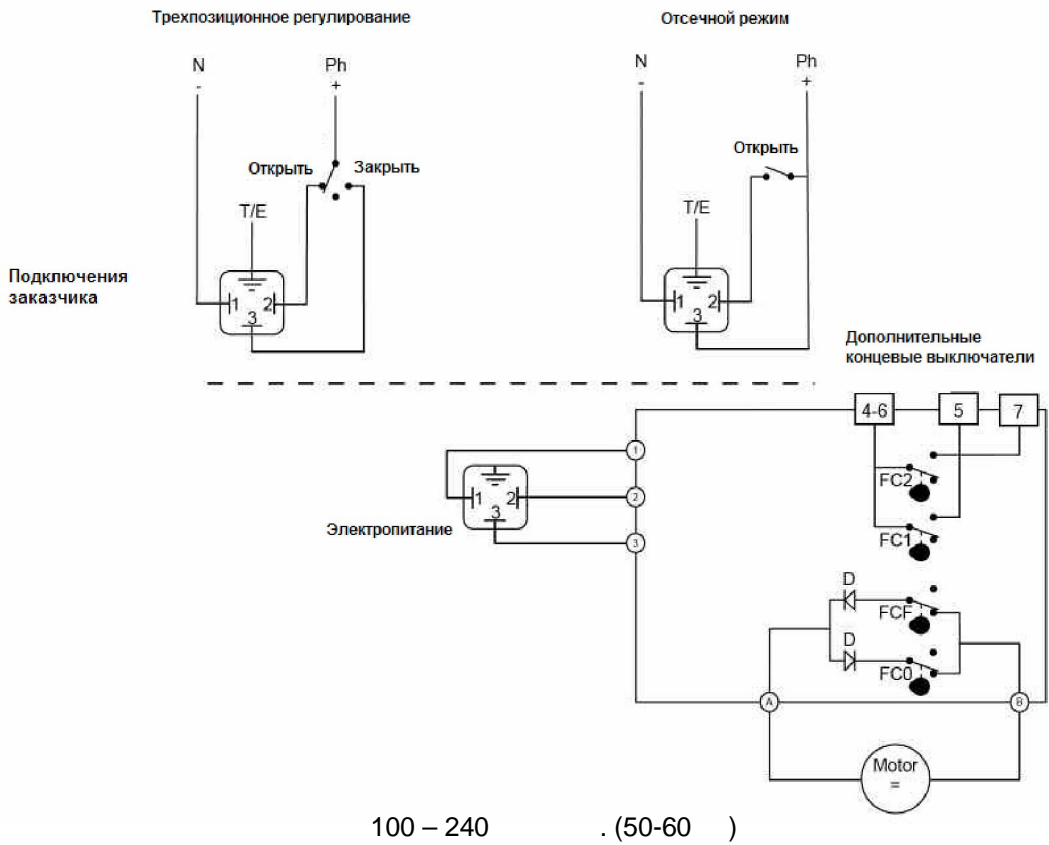 Трехпозиционное регулирование
Отсечной режим
N
Ph
-
+
Открыть
Закрыть
T/E
1
2
3
N
Ph
-
+
Открыть
T/E
1
2
3
Подключения
заказчика
Дополнительные
концевые выключатели
4-6
5
7
1
2
3
Электропитание
1
2
3
FC2
FC1
D
FCF
D
FC0
A
B
Motor
=
100 – 240 . (50-60 )